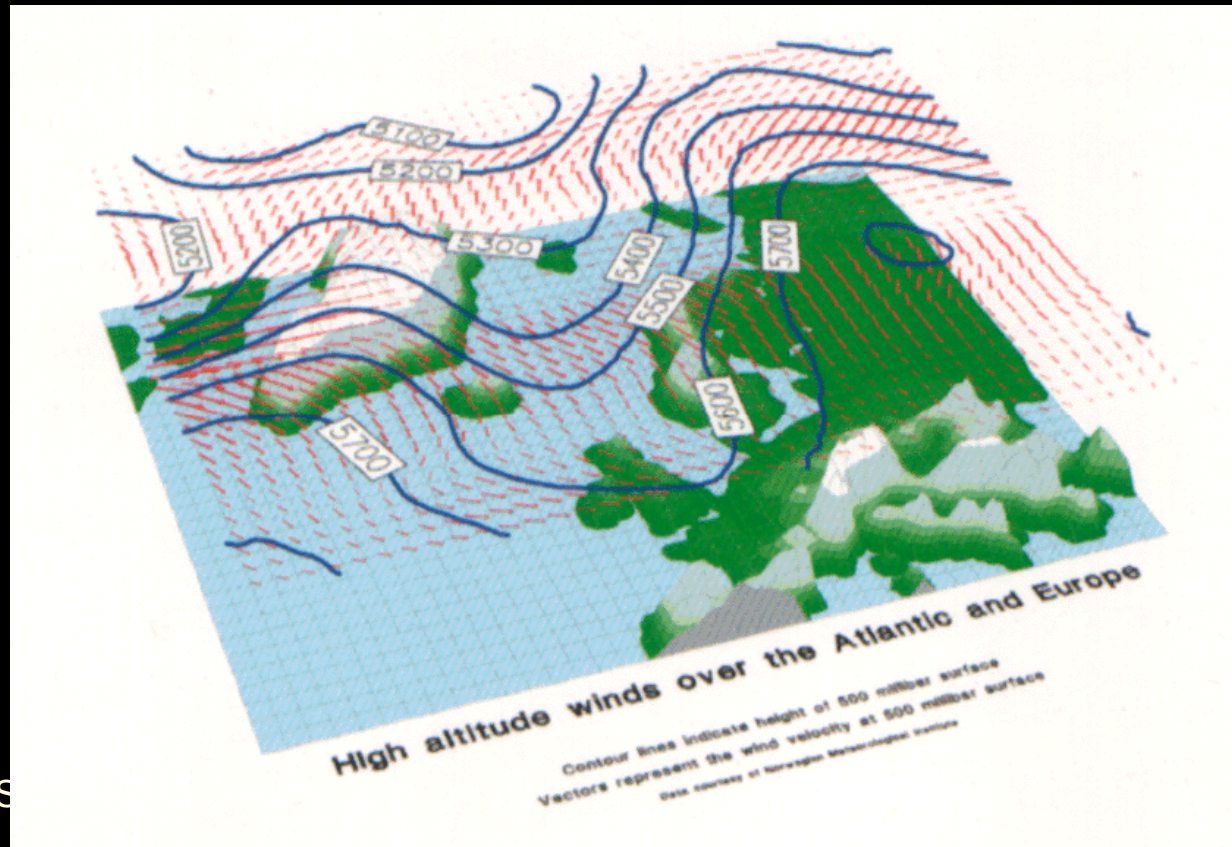 5100
5200
5200
5300
5400
5500
5700
5600
5700
High altitude winds over the Atlantic and Europe
Contour lines indicate height of 500 millibar surface
Vectors represent the wind velocity at 500 millibar surface
Data courtesy of Norwegian Meteorological Institute
s